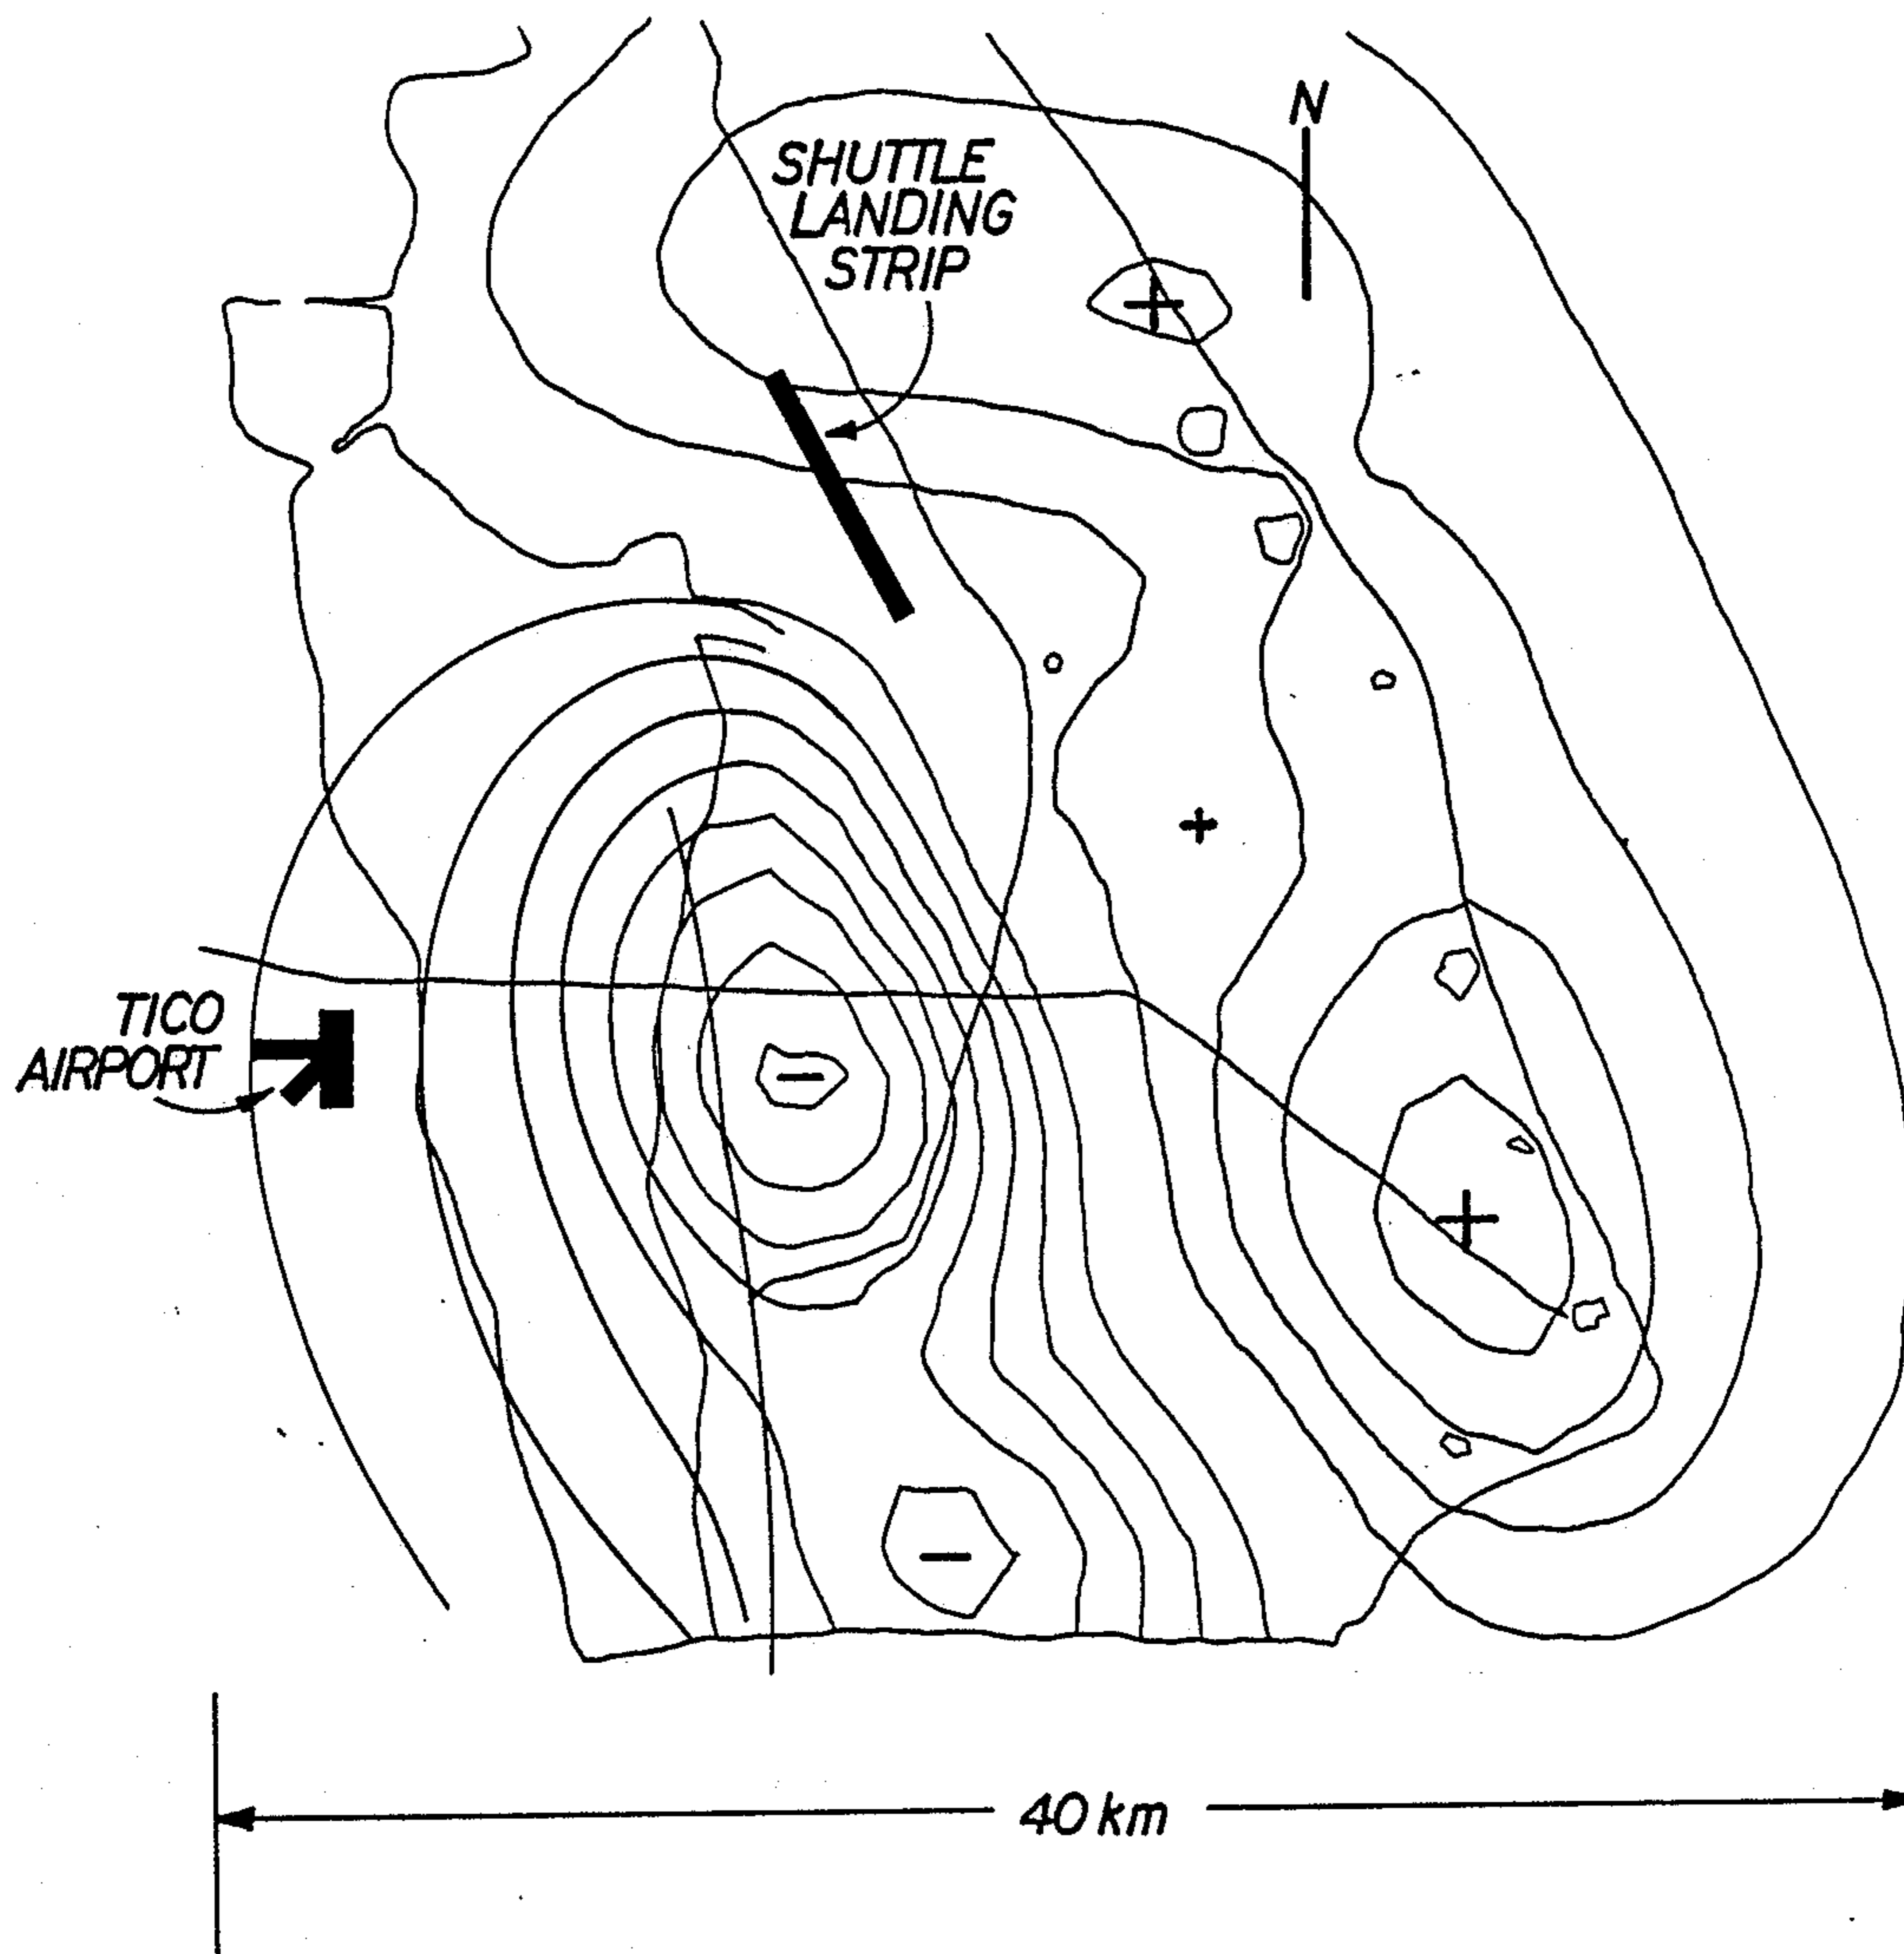 N
SHUTTLE
LANDING
STRIP
+
+
+
−
TICO
AIRPORT
−
40 km